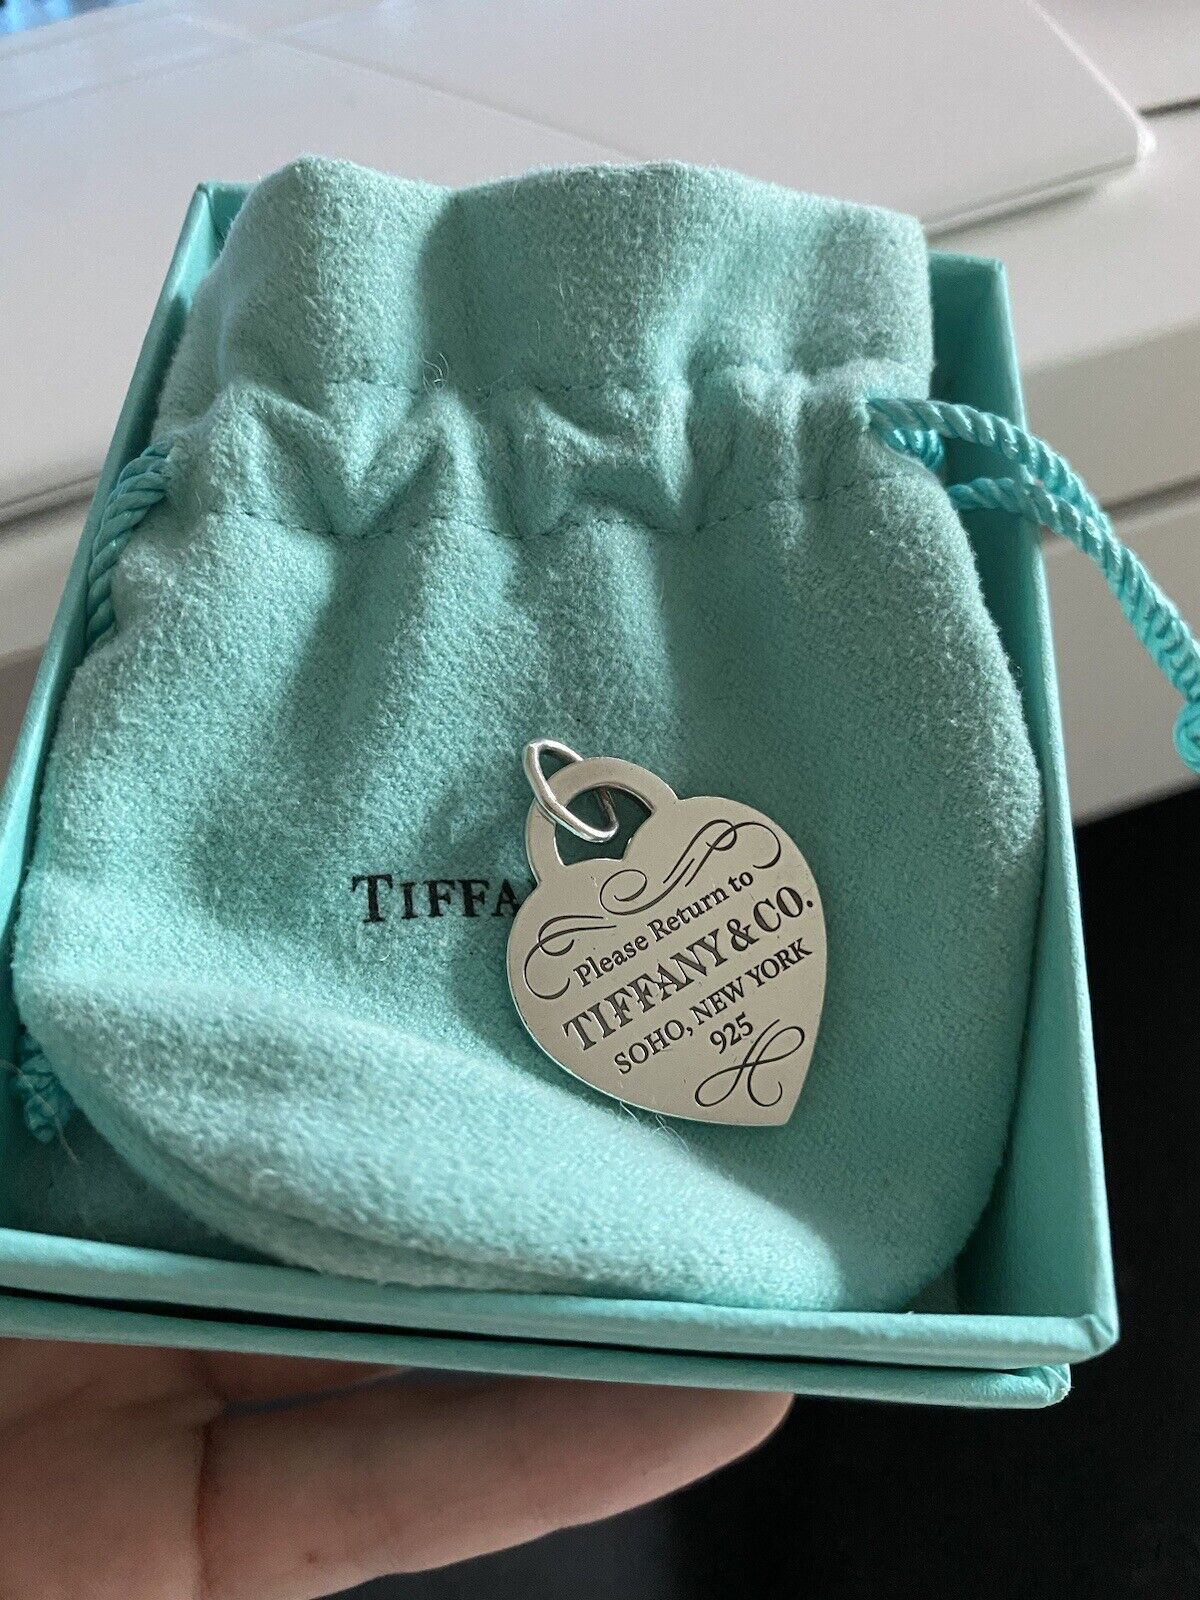 TIFFA
Please Return to
TIFFANY & CO.
SOHO, NEW YORK
925